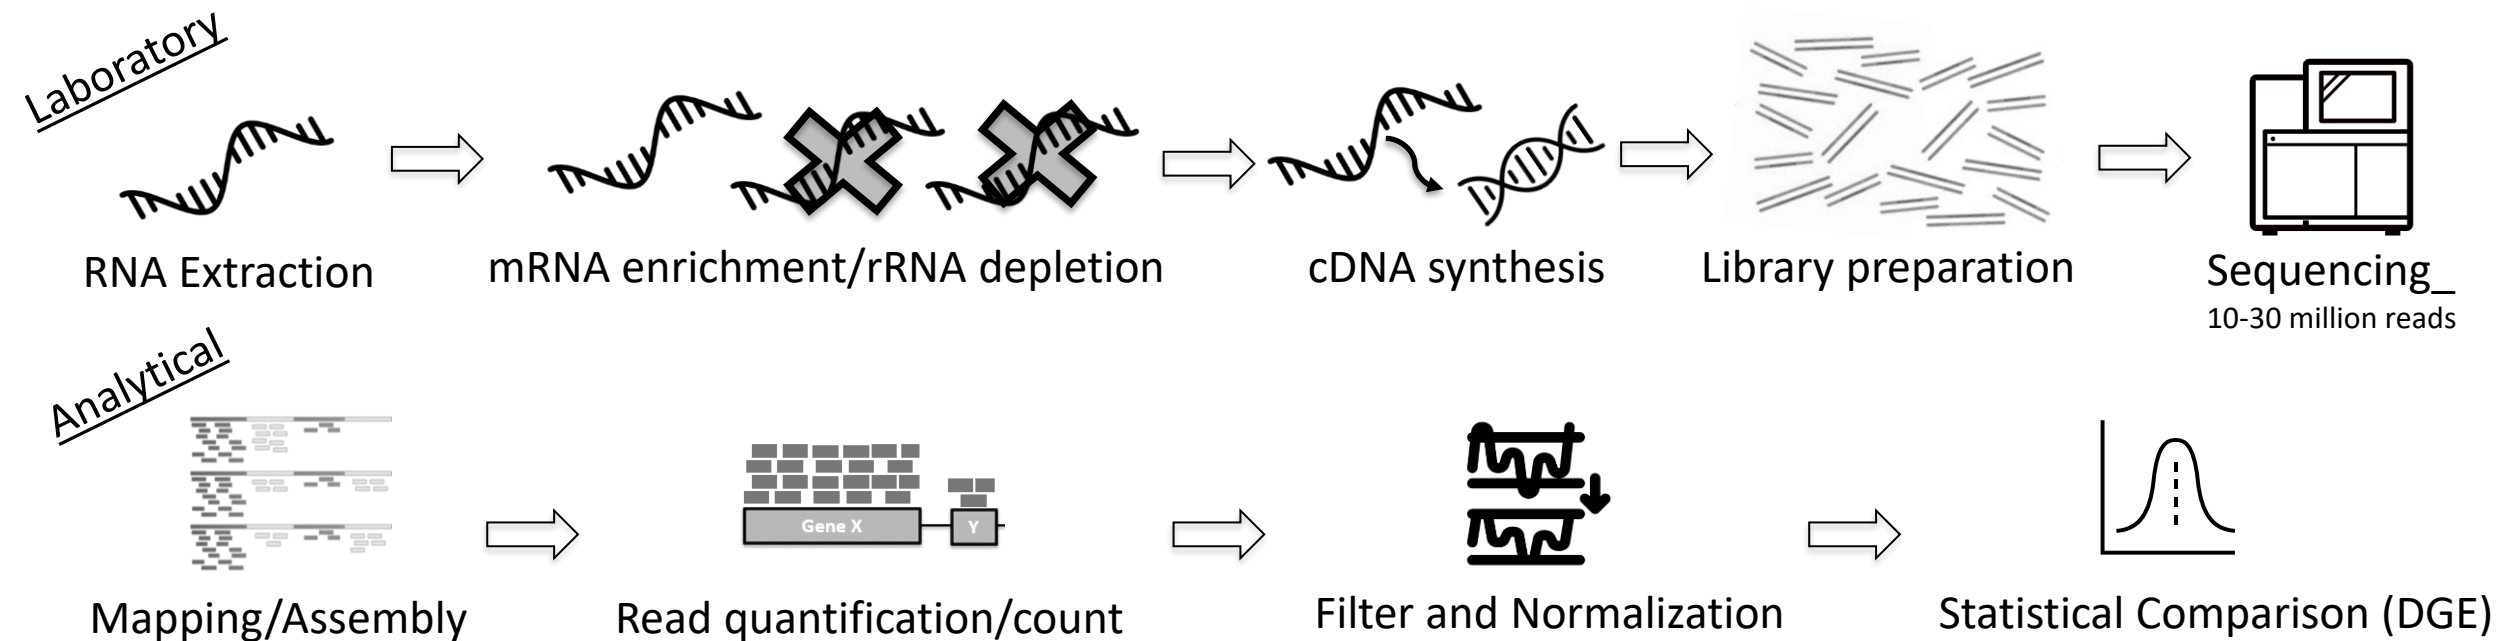 Laboratory
RNA Extraction
mRNA enrichment/rRNA depletion
cDNA synthesis
Library preparation
Sequencing_
10-30 million reads
Analytical
Gene X
Y
Mapping/Assembly
Read quantification/count
Filter and Normalization
Statistical Comparison (DGE)